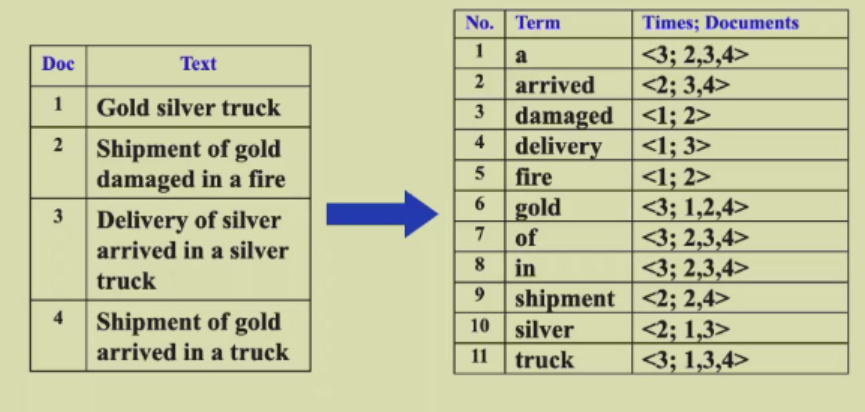 Doc Text
1 Gold silver truck
2 Shipment of gold
damaged in a fire
3 Delivery of silver
arrived in a silver
truck
4 Shipment of gold
arrived in a truck
No. Term Times; Documents
1 a <3; 2,3,4>
2 arrived <2; 3,4>
3 damaged <1; 2>
4 delivery <1; 3>
5 fire <1; 2>
6 gold <3; 1,2,4>
7 of <3; 2,3,4>
8 in <3; 2,3,4>
9 shipment <2; 2,4>
10 silver <2; 1,3>
11 truck <3; 1,3,4>